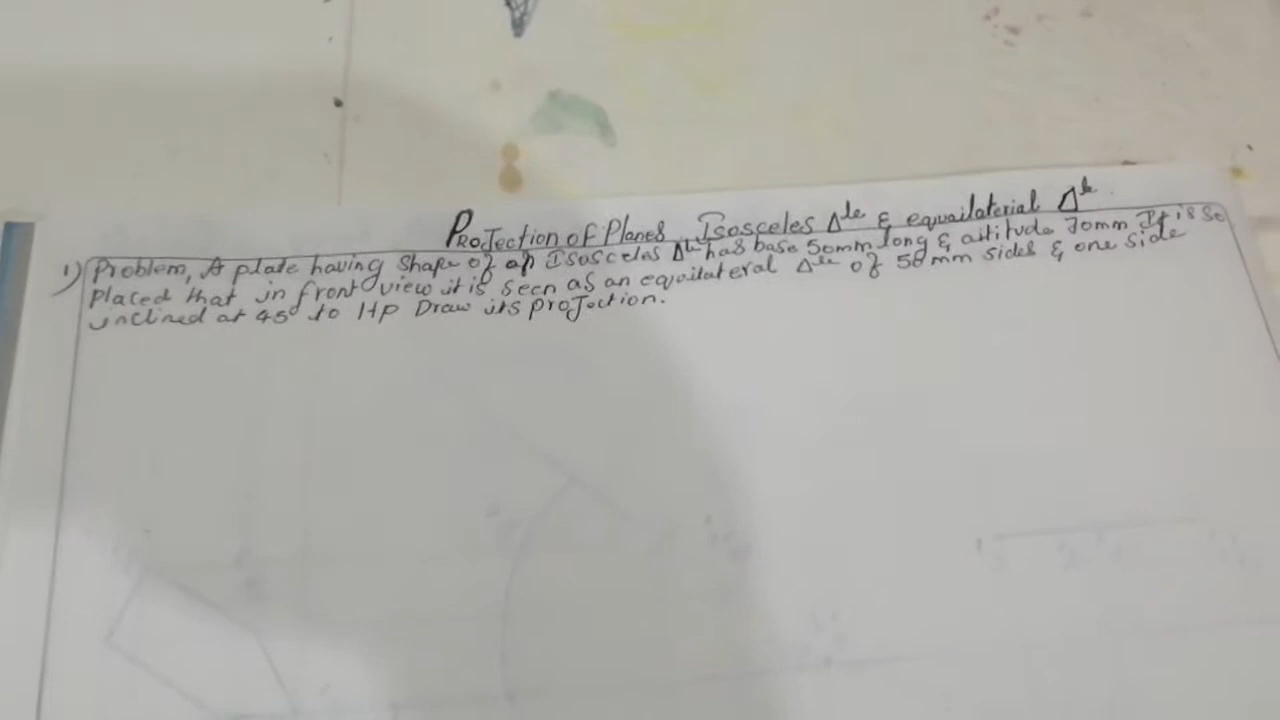 Projection of Planes Isosceles Δle & equailaterial Δle.
1) Problem, A plate having shape of an Isosceles Δle has base 50mm long & altitude 70mm It is so
placed that in front view it is seen as an equilateral Δle of 50mm sides & one side
inclined at 45° to HP Draw its projection.